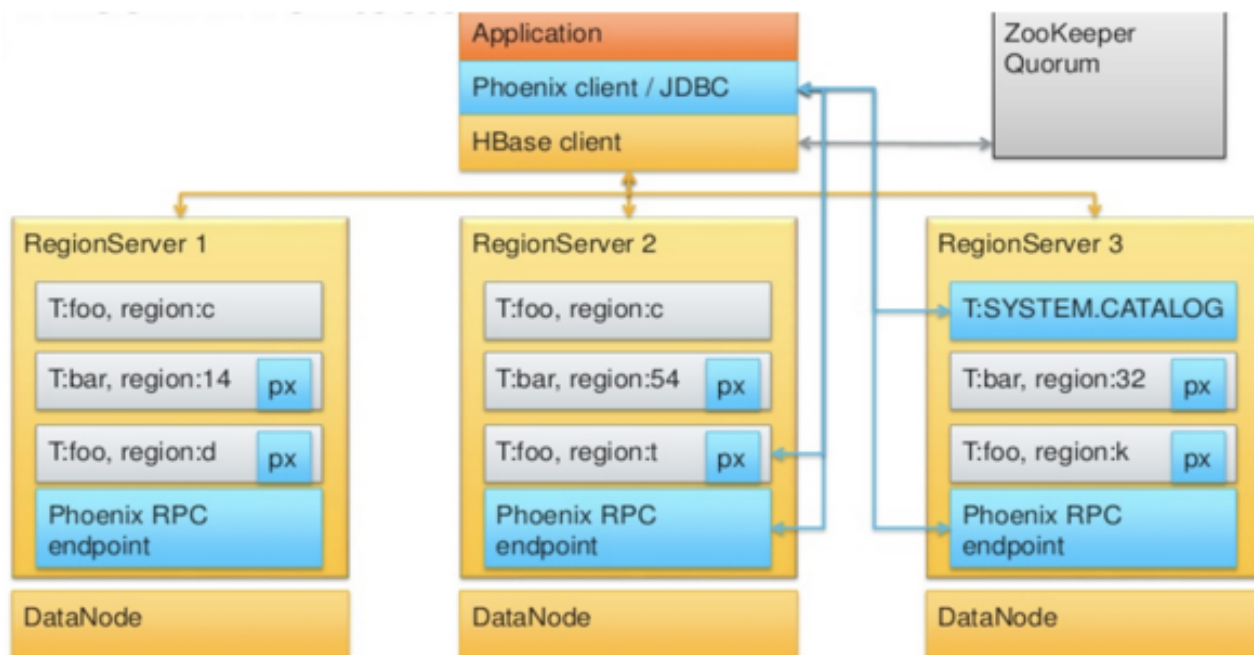 Application
Phoenix client / JDBC
HBase client
ZooKeeper
Quorum
RegionServer 1
T:foo, region:c
T:bar, region:14
px
T:foo, region:d
px
Phoenix RPC
endpoint
DataNode
RegionServer 2
T:foo, region:c
T:bar, region:54
px
T:foo, region:t
px
Phoenix RPC
endpoint
DataNode
RegionServer 3
T:SYSTEM.CATALOG
T:bar, region:32
px
T:foo, region:k
px
Phoenix RPC
endpoint
DataNode